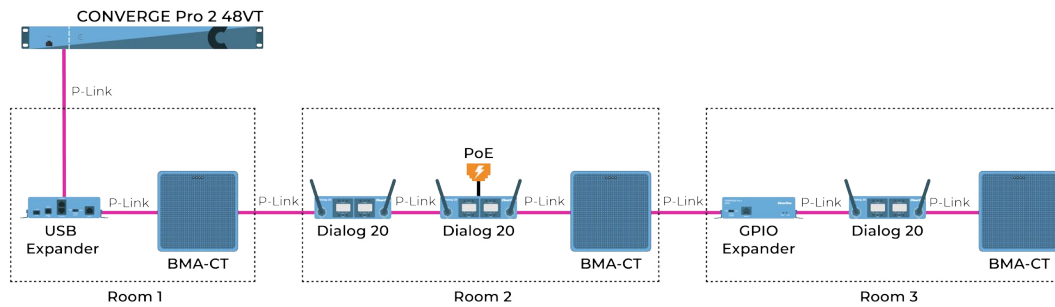 CONVERGE Pro 2 48VT
P-Link
PoE
P-Link
P-Link
P-Link
P-Link
P-Link
P-Link
P-Link
USB
Expander
BMA-CT
Dialog 20
Dialog 20
BMA-CT
GPIO
Expander
Dialog 20
BMA-CT
Room 1
Room 2
Room 3